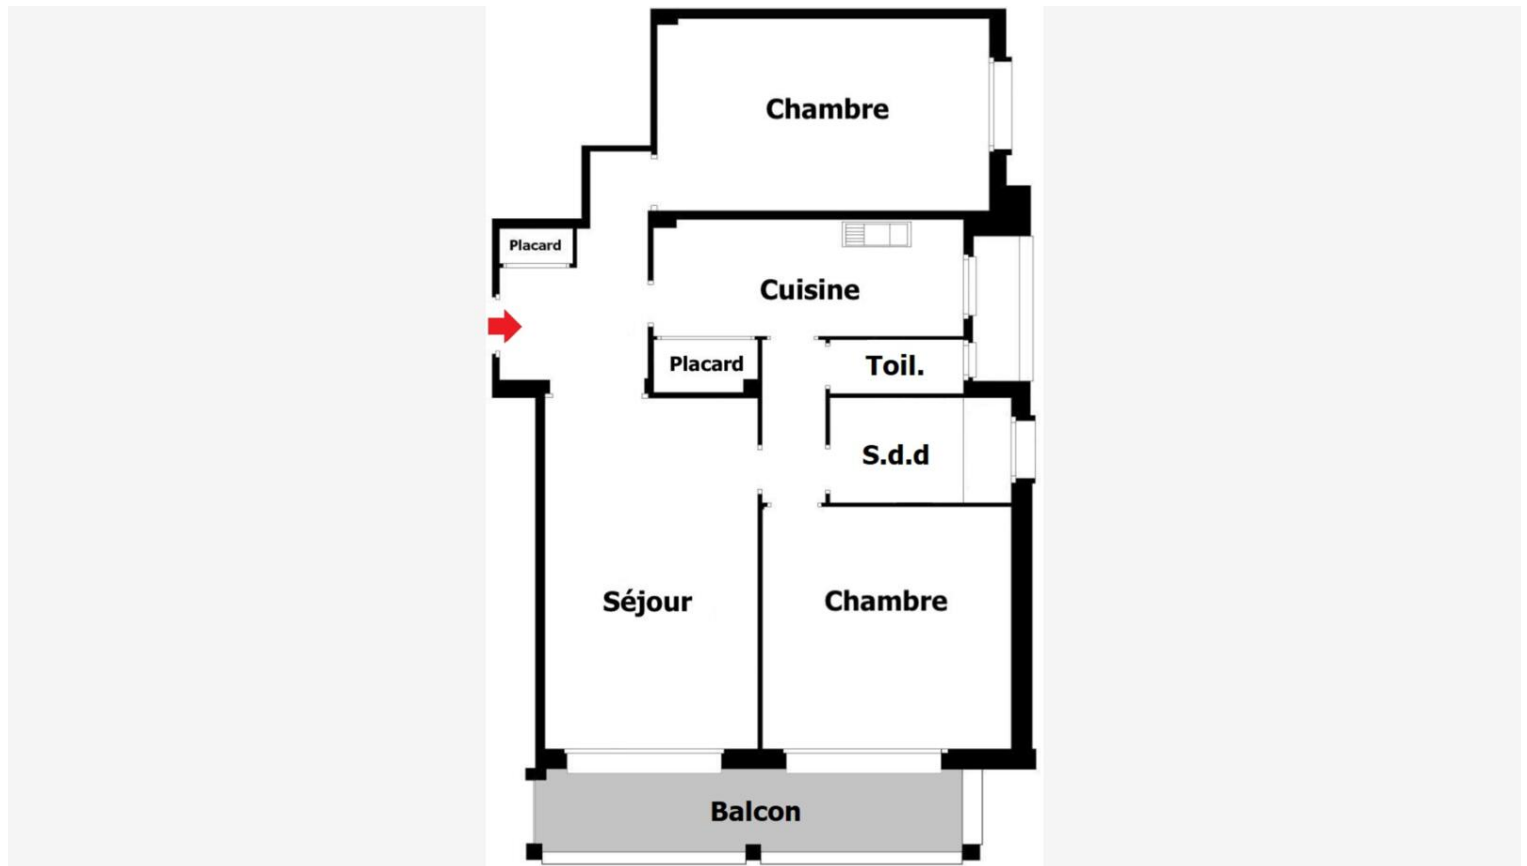 Chambre
Placard
Cuisine
Placard
Toil.
S.d.d
Séjour
Chambre
Balcon